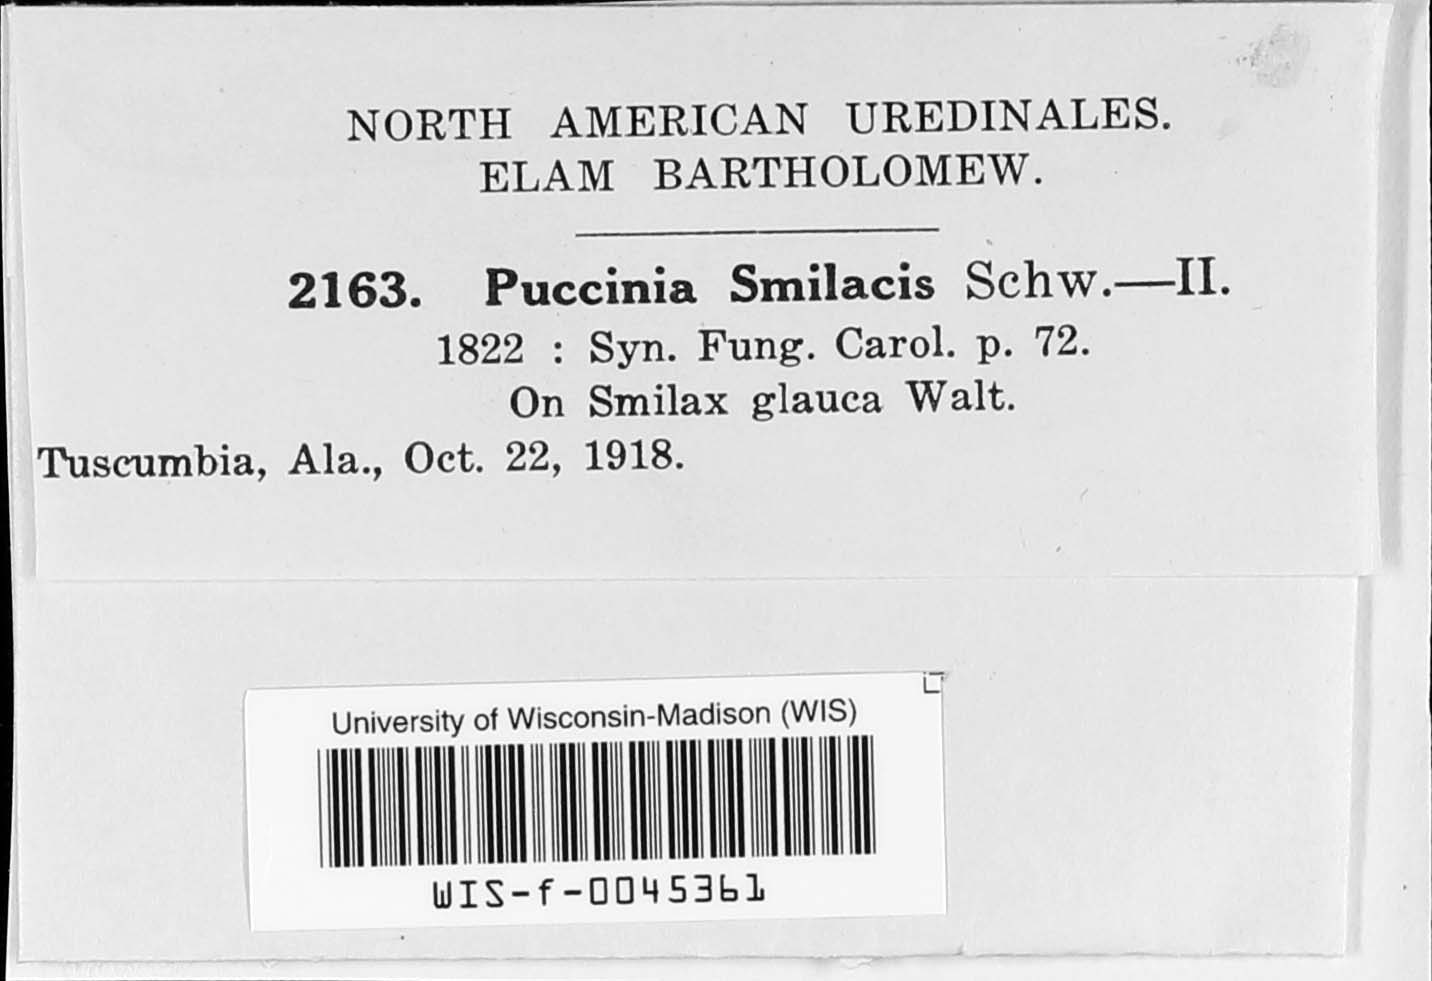 NORTH AMERICAN UREDINALES.
ELAM BARTHOLOMEW.
2163. Puccinia Smilacis Schw.—II.
1822 : Syn. Fung. Carol. p. 72.
On Smilax glauca Walt.
Tuscumbia, Ala., Oct. 22, 1918.
University of Wisconsin-Madison (WIS)
WIS-f-0045361